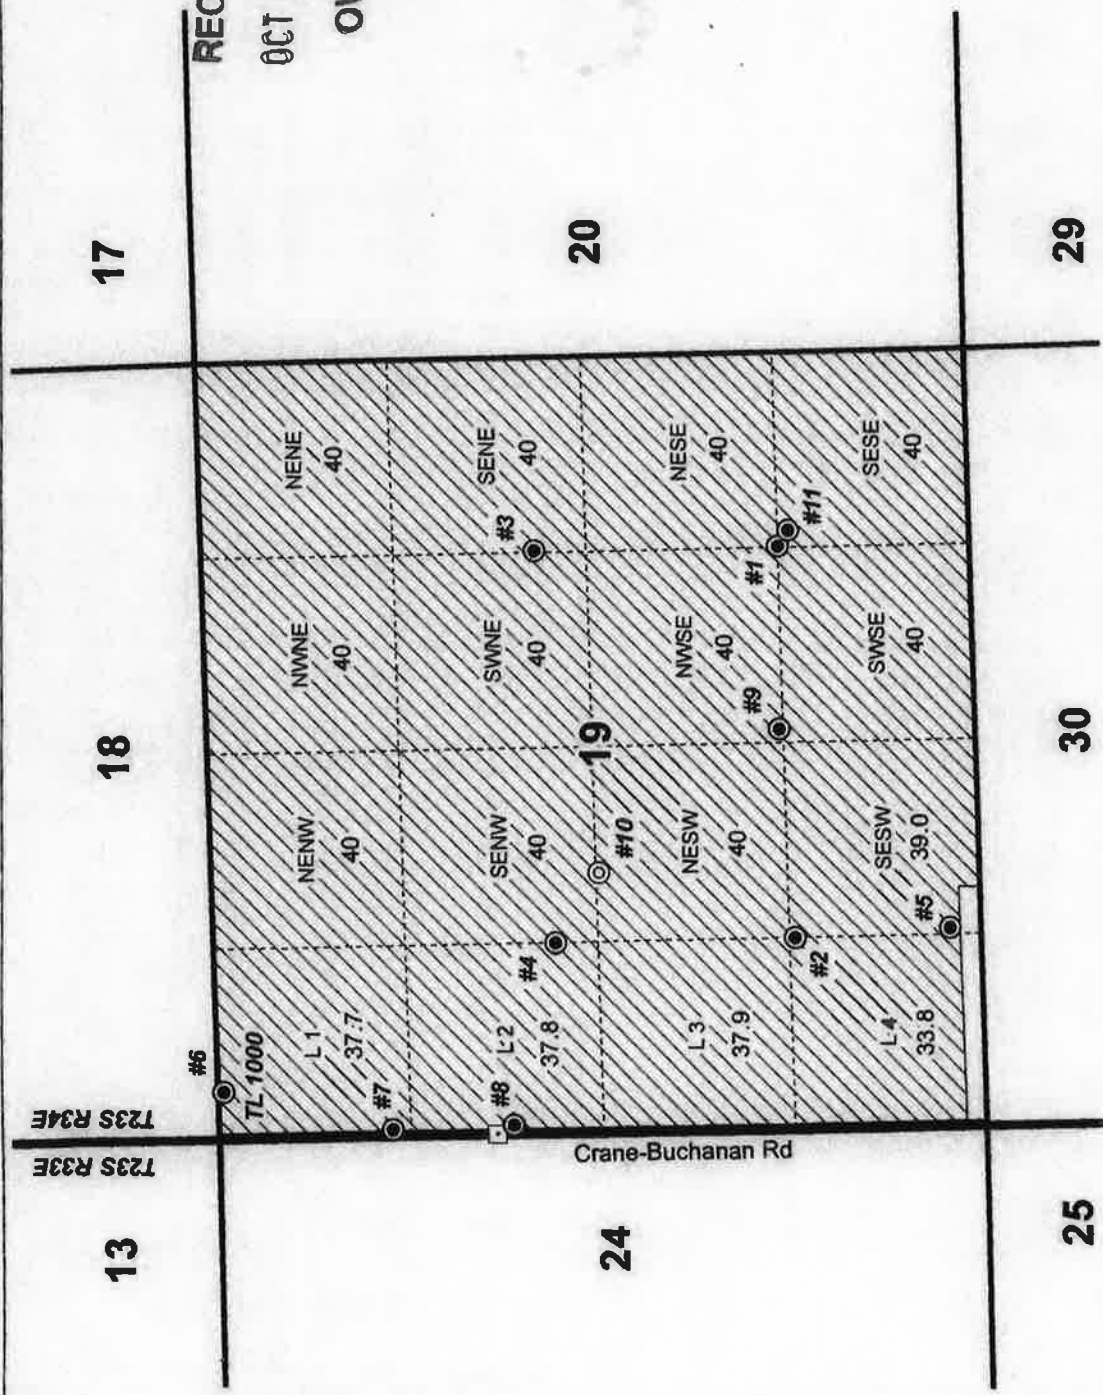 13
18
17
T23S R33E
T23S R34E
REC
OCT
#6
TL 1000
L 1
37.7
NENW
40
NWNE
40
NENE
40
#7
#8
L 2
37.8
#4
SENW
40
SWNE
40
#3
SENE
40
24
Crane-Buchanan Rd
19
20
#10
L 3
37.9
NESW
40
NWSE
40
NESE
40
#2
#9
#1
#11
L 4
33.8
#5
SESW
39.0
SWSE
40
SESE
40
25
30
29